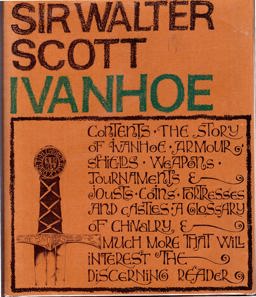 SIR WALTER
SCOTT
IVANHOE
CONTENTS · THE STORY
OF IVANHOE · ARMOUR ·
SHIELDS · WEAPONS ·
TOURNAMENTS &
JOUSTS · COINS · FORTRESSES
AND CASTLES · A GLOSSARY
OF CHIVALRY, &
MUCH MORE THAT WILL
INTEREST THE
DISCERNING READER